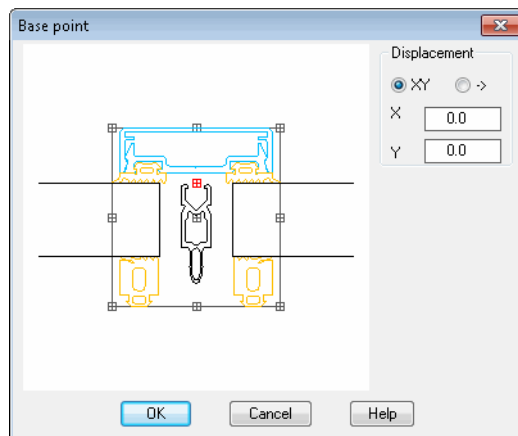 Base point
Displacement
XY ->
X 0.0
Y 0.0
OK Cancel Help